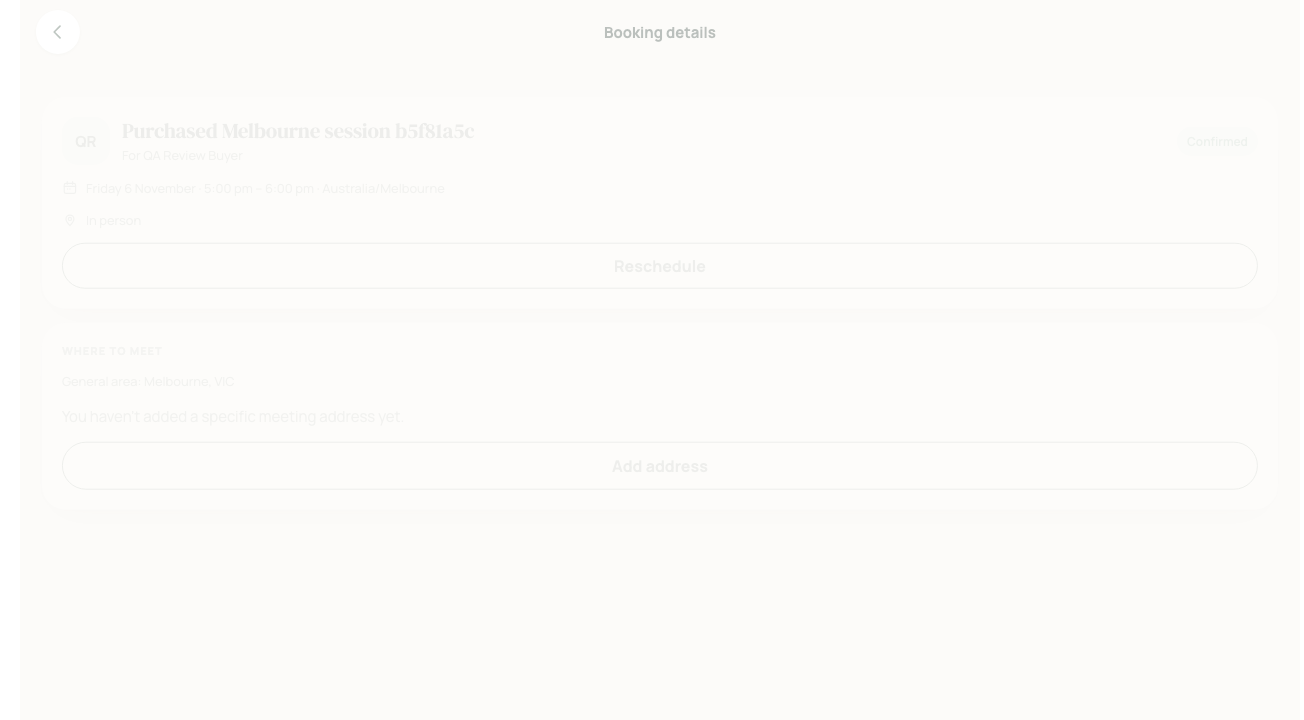 Booking details
QR
Purchased Melbourne session b5f81a5c
For QA Review Buyer
Confirmed
Friday 6 November · 5:00 pm – 6:00 pm · Australia/Melbourne
In person
Reschedule
WHERE TO MEET
General area: Melbourne, VIC
You haven't added a specific meeting address yet.
Add address